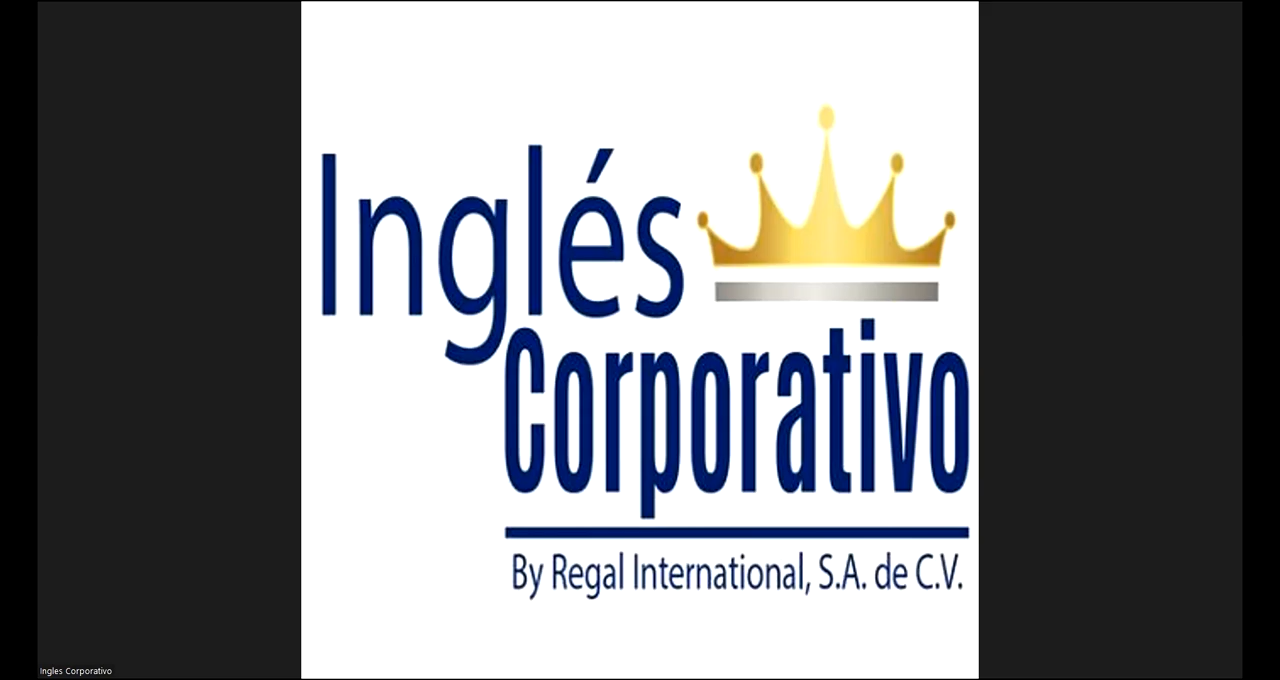 Inglés
Corporativo
By Regal International, S.A. de C.V.
Ingles Corporativo